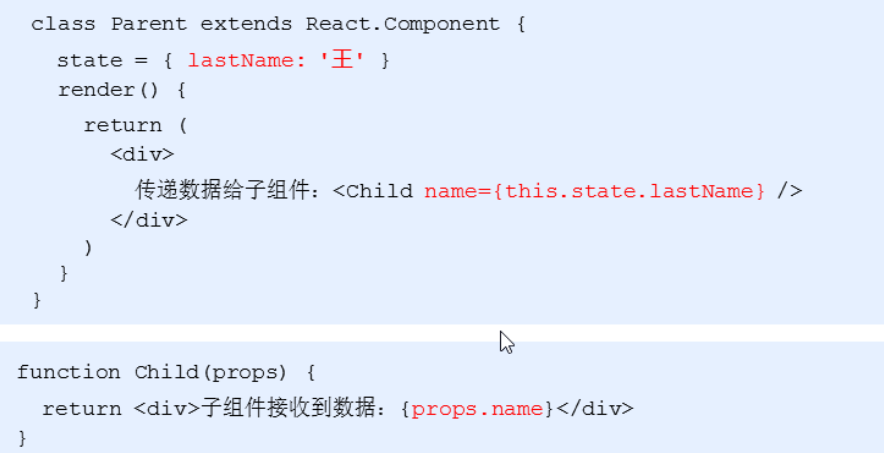 class Parent extends React.Component {
state = { lastName: '王' }
render() {
return (
<div>
传递数据给子组件：<Child name={this.state.lastName} />
</div>
)
}
}
function Child(props) {
return <div>子组件接收到数据：{props.name}</div>
}